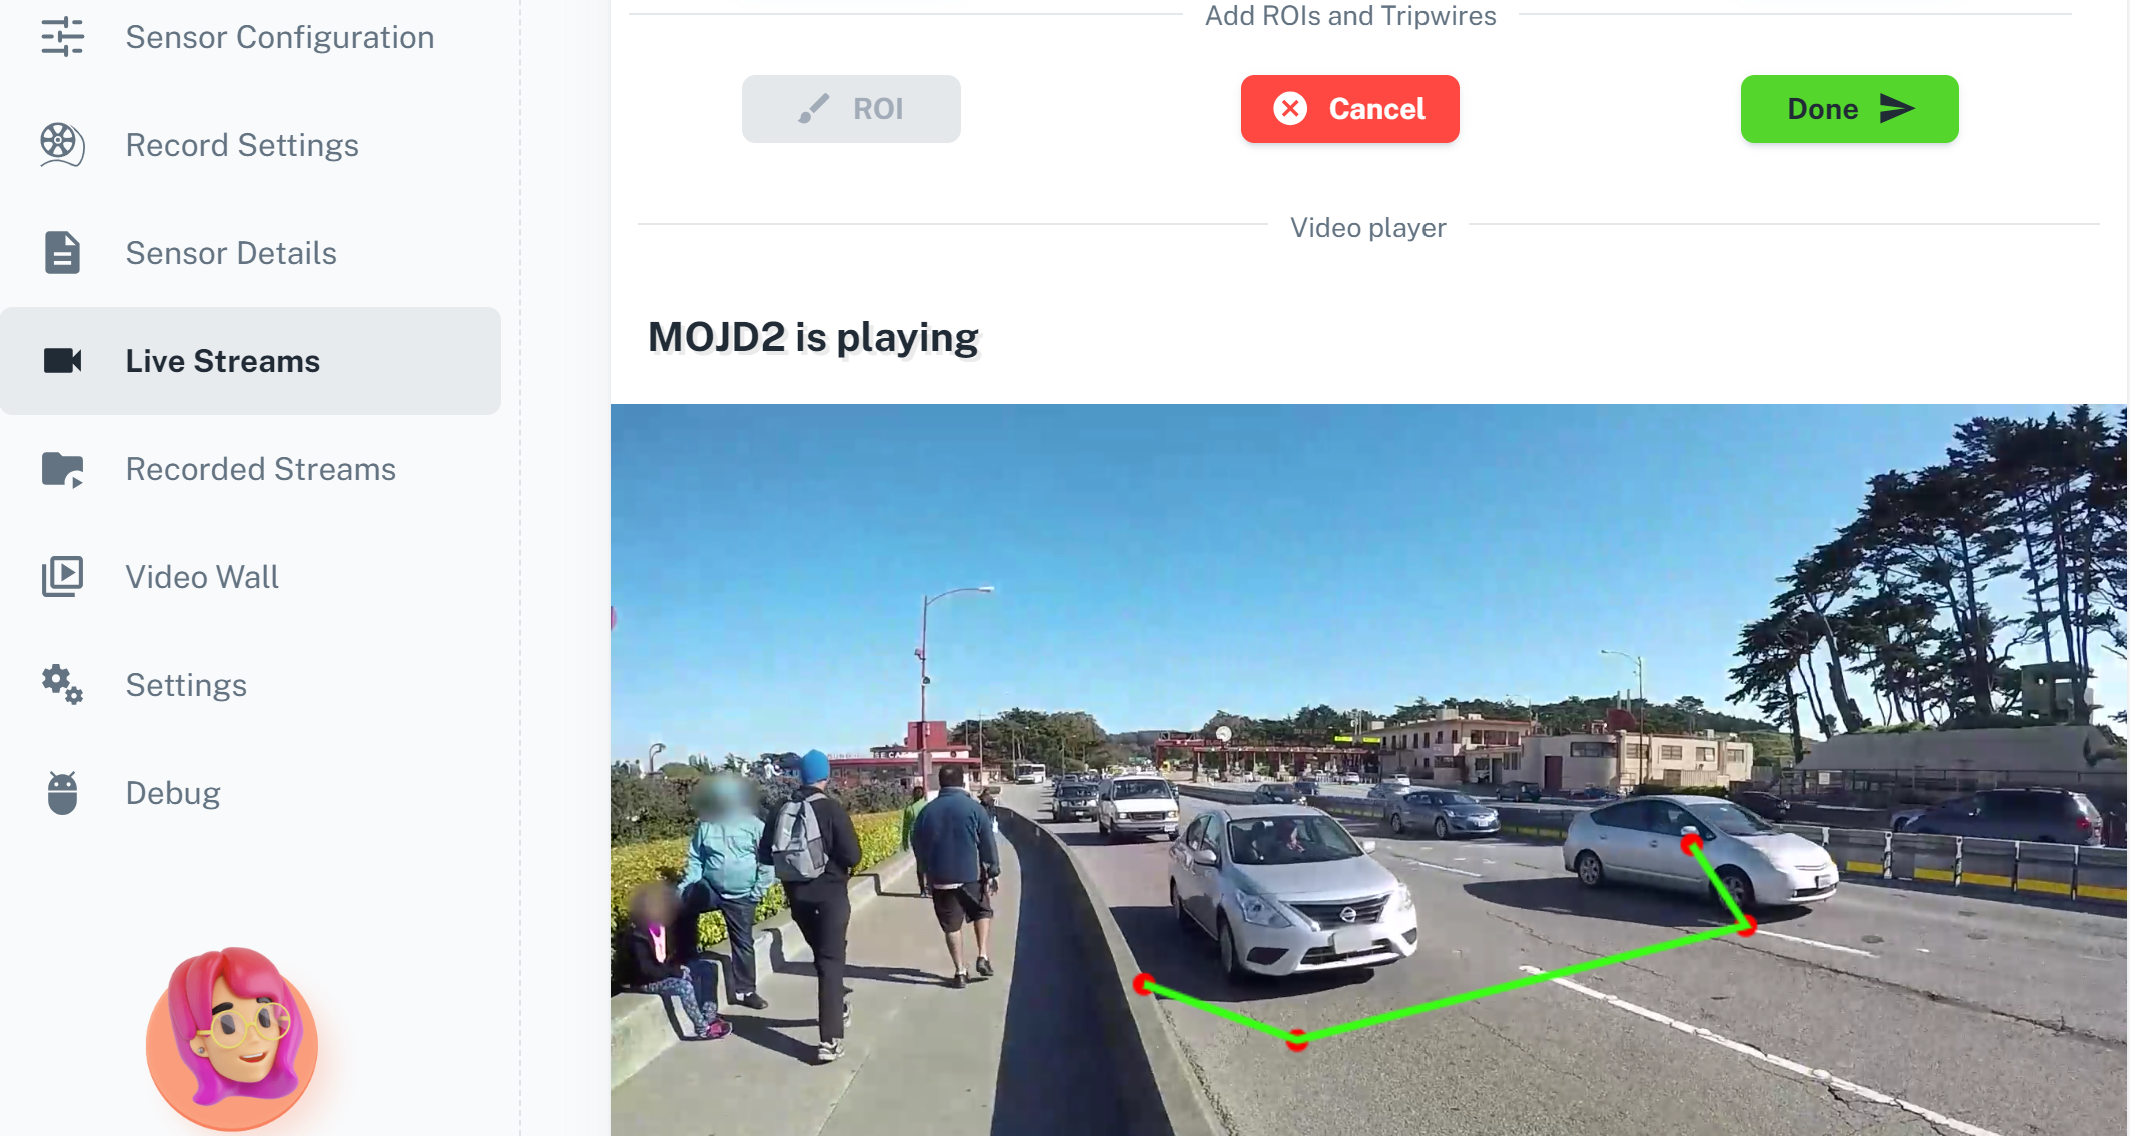 Sensor Configuration
Record Settings
Sensor Details
Live Streams
Recorded Streams
Video Wall
Settings
Debug
Add ROIs and Tripwires
ROI
Cancel
Done
Video player
MOJD2 is playing